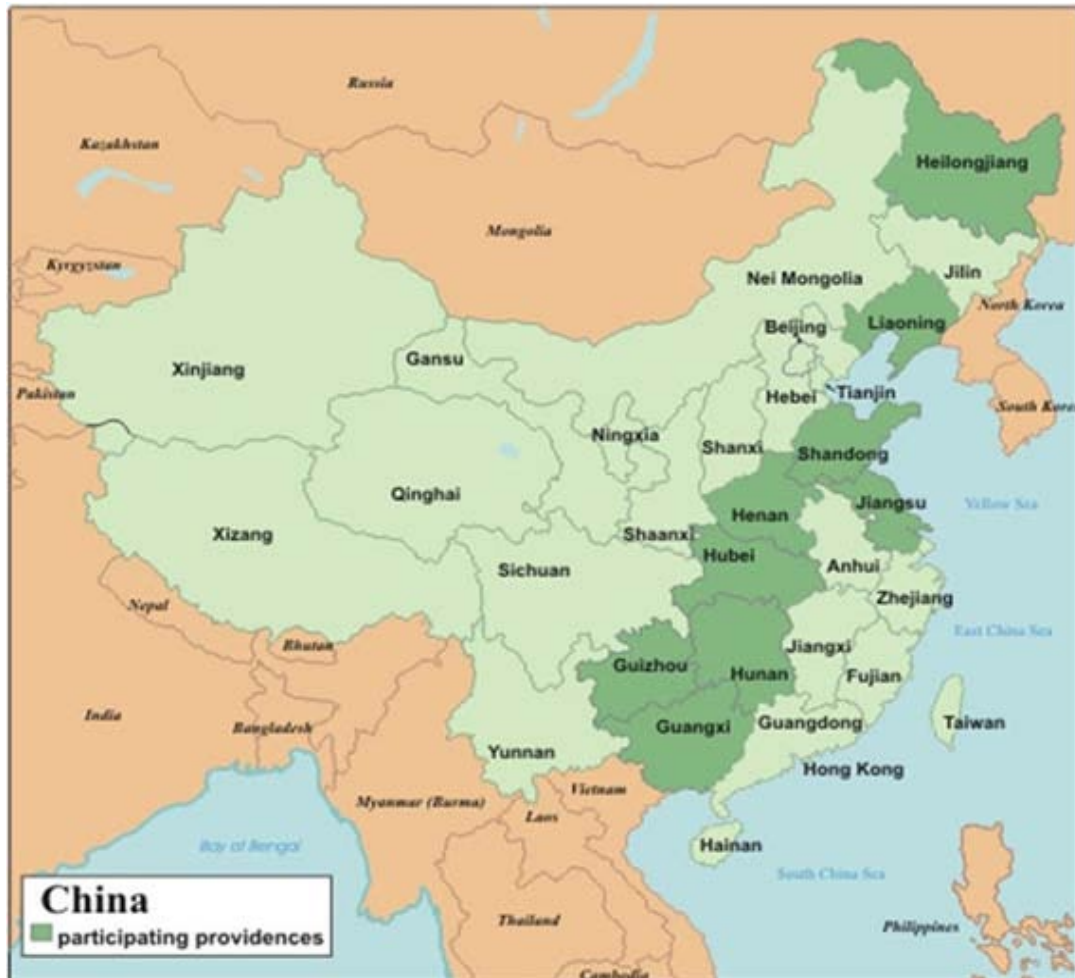 Russia
Kazakhstan
Heilongjiang
Mongolia
Kyrgyzstan
Jilin
Nei Mongolia
North Korea
Liaoning
Beijing
Gansu
Xinjiang
Pakistan
Tianjin
Hebei
South Korea
Ningxia
Shanxi
Shandong
Qinghai
Jiangsu
Yellow Sea
Henan
Xizang
Shaanxi
Hubei
Sichuan
Anhui
Zhejiang
Nepal
East China Sea
Bhutan
Jiangxi
Guizhou
Hunan
Fujian
India
Bangladesh
Guangxi
Guangdong
Taiwan
Yunnan
Hong Kong
Vietnam
Myanmar (Burma)
Laos
Bay of Bengal
Hainan
South China Sea
China
participating providences
Thailand
Philippines
Cambodia